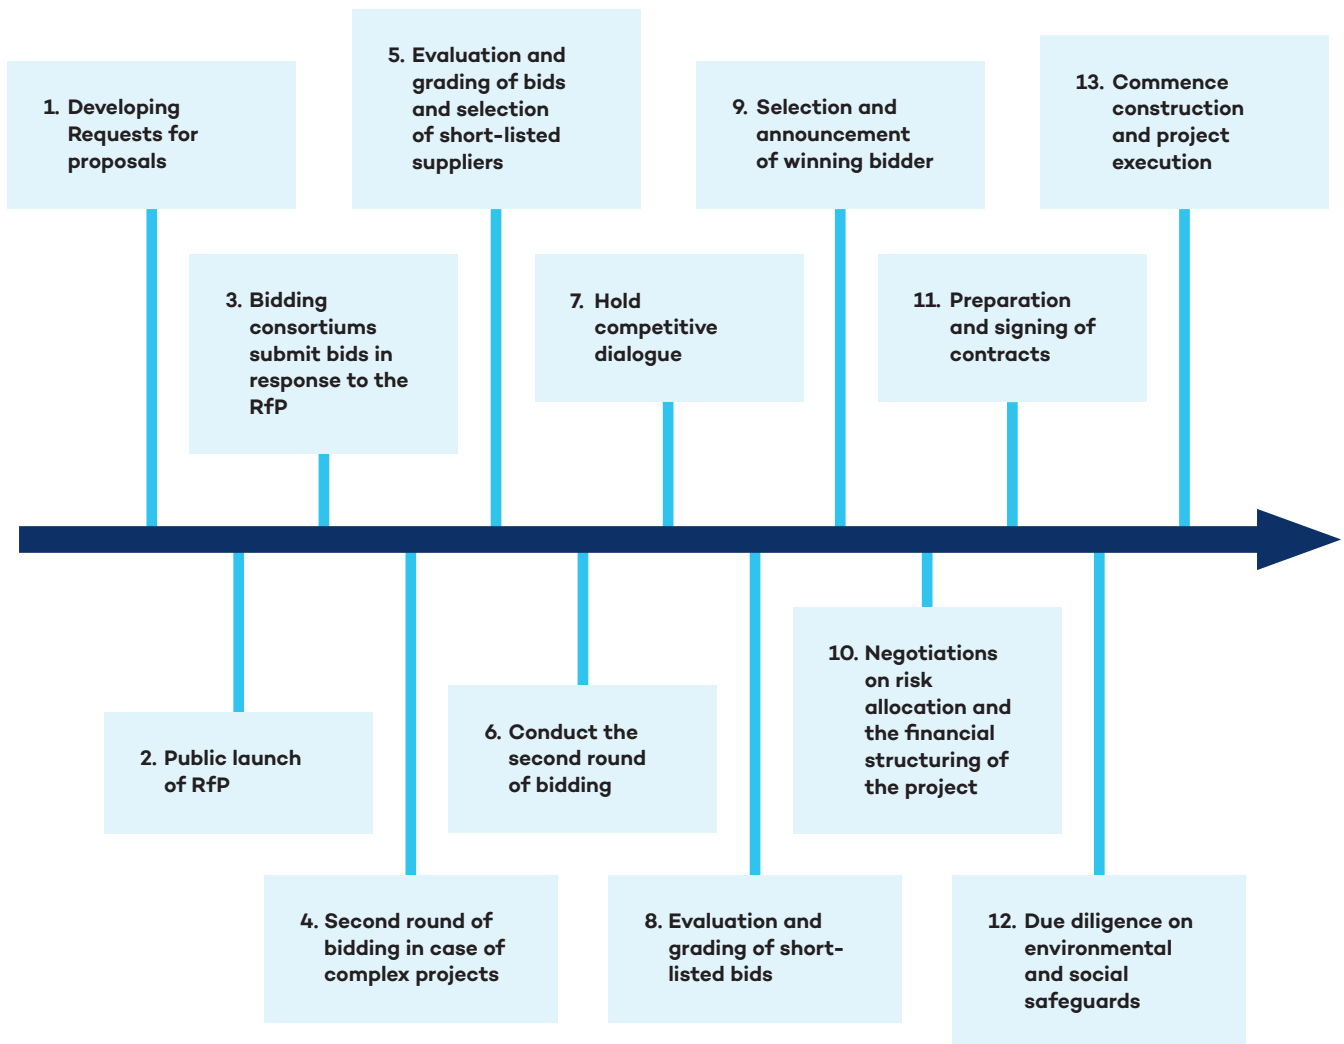 1. Developing
Requests for
proposals
2. Public launch
of RfP
3. Bidding
consortiums
submit bids in
response to the
RfP
4. Second round of
bidding in case of
complex projects
5. Evaluation and
grading of bids
and selection
of short-listed
suppliers
6. Conduct the
second round
of bidding
7. Hold
competitive
dialogue
8. Evaluation and
grading of short-
listed bids
9. Selection and
announcement
of winning bidder
10. Negotiations
on risk
allocation and
the financial
structuring of
the project
11. Preparation
and signing of
contracts
12. Due diligence on
environmental
and social
safeguards
13. Commence
construction
and project
execution